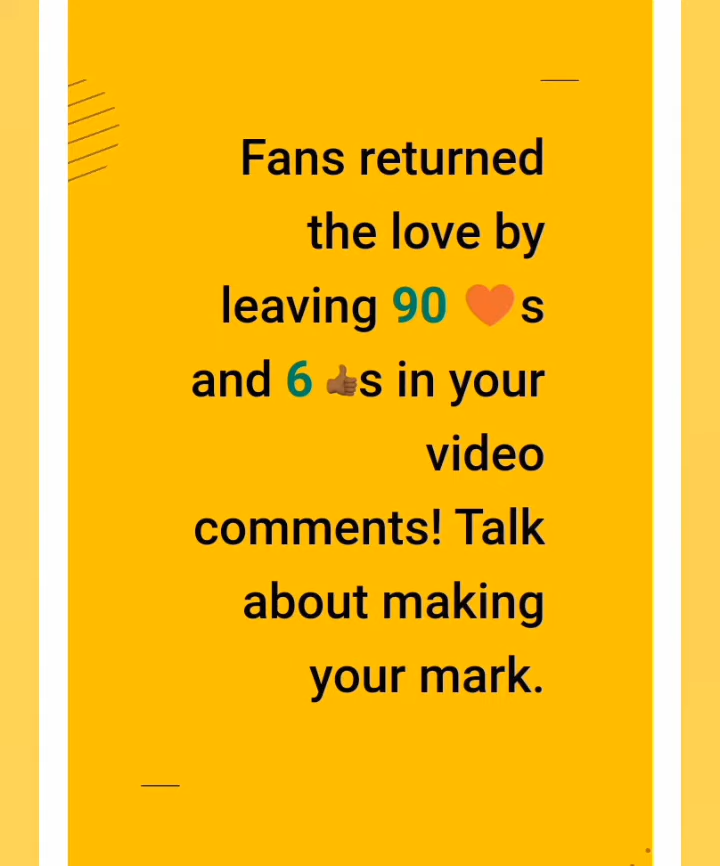 Fans returned
the love by
leaving 90 🧡s
and 6 👍🏾s in your
video
comments! Talk
about making
your mark.